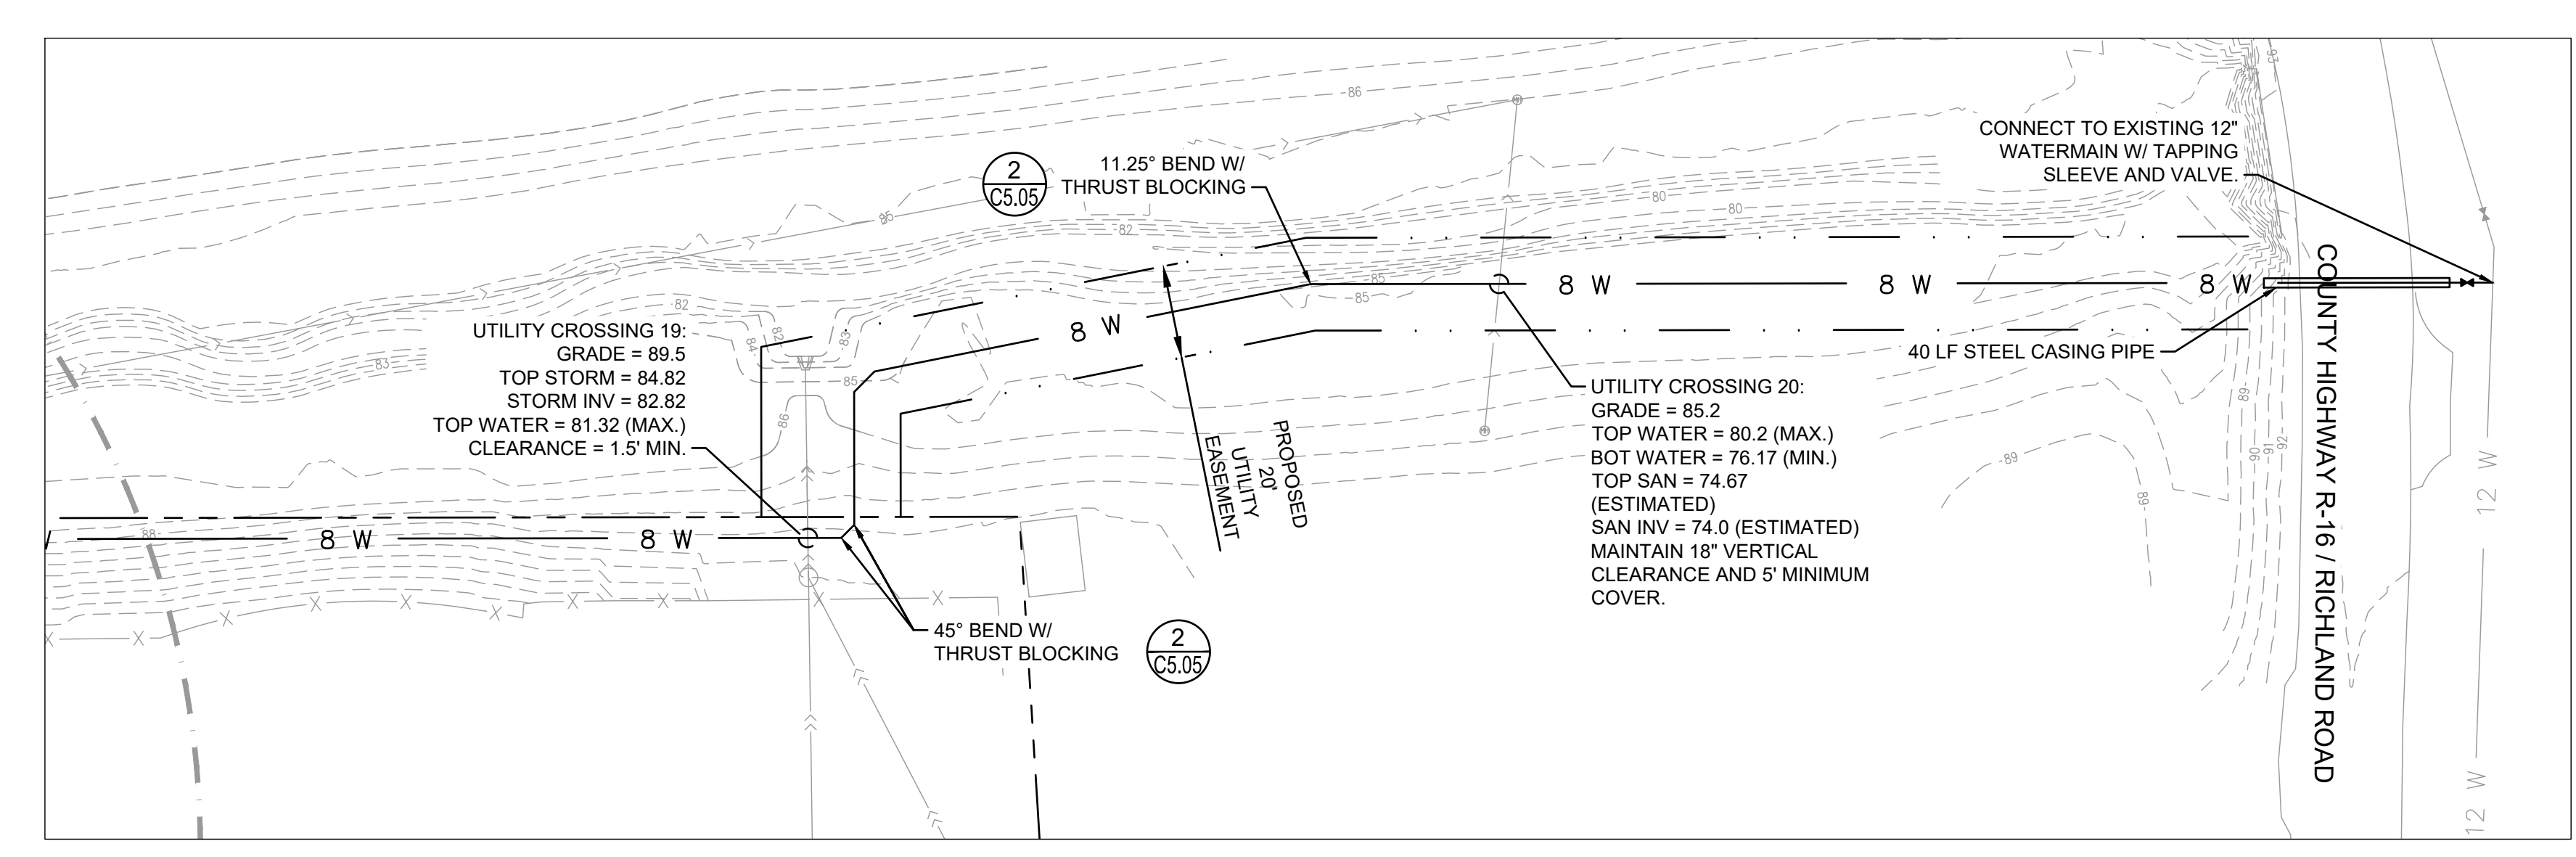 86
CONNECT TO EXISTING 12"
WATERMAIN W/ TAPPING
SLEEVE AND VALVE.
2
C5.05
11.25° BEND W/
THRUST BLOCKING
85
82
80
80
85
85
8 W
8 W
8 W
8 W
82
83
84
82
83
85
86
UTILITY CROSSING 19:
GRADE = 89.5
TOP STORM = 84.82
STORM INV = 82.82
TOP WATER = 81.32 (MAX.)
CLEARANCE = 1.5' MIN.
40 LF STEEL CASING PIPE
UTILITY CROSSING 20:
GRADE = 85.2
TOP WATER = 80.2 (MAX.)
BOT WATER = 76.17 (MIN.)
TOP SAN = 74.67
(ESTIMATED)
SAN INV = 74.0 (ESTIMATED)
MAINTAIN 18" VERTICAL
CLEARANCE AND 5' MINIMUM
COVER.
PROPOSED
20'
UTILITY
EASEMENT
COUNTY HIGHWAY R-16 / RICHLAND ROAD
89
90
91
92
89
89
88
8 W
8 W
W
45° BEND W/
THRUST BLOCKING
2
C5.05
12 W
12 W